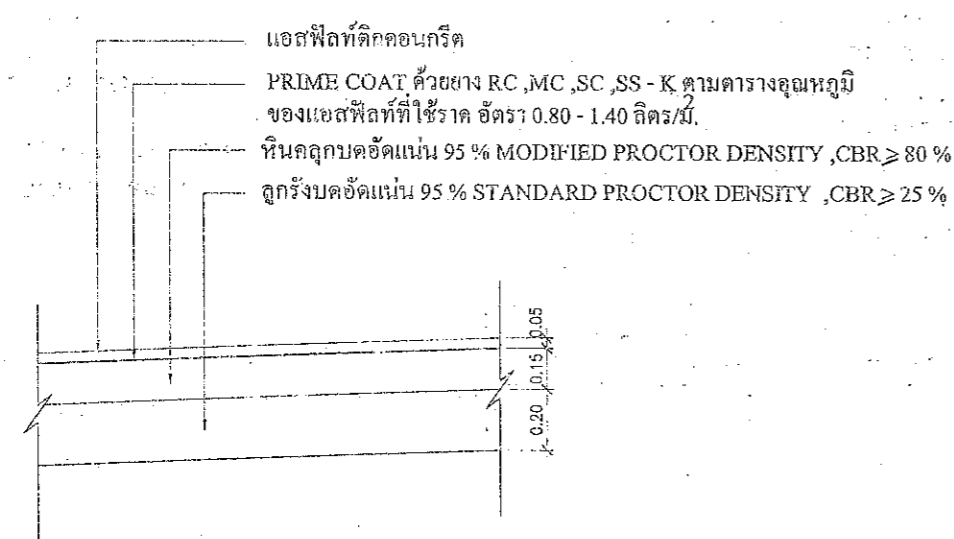 แอสฟัลท์ติกคอนกรีต
PRIME COAT ด้วยยาง RC ,MC ,SC ,SS - K ตามตารางอุณหภูมิ
ของแอสฟัลท์ที่ใช้ราด อัตรา 0.80 - 1.40 ลิตร/ม².
หินคลุกบดอัดแน่น 95 % MODIFIED PROCTOR DENSITY ,CBR ⩾ 80 %
ลูกรังบดอัดแน่น 95 % STANDARD PROCTOR DENSITY ,CBR ⩾ 25 %
0.05
0.15
0.20